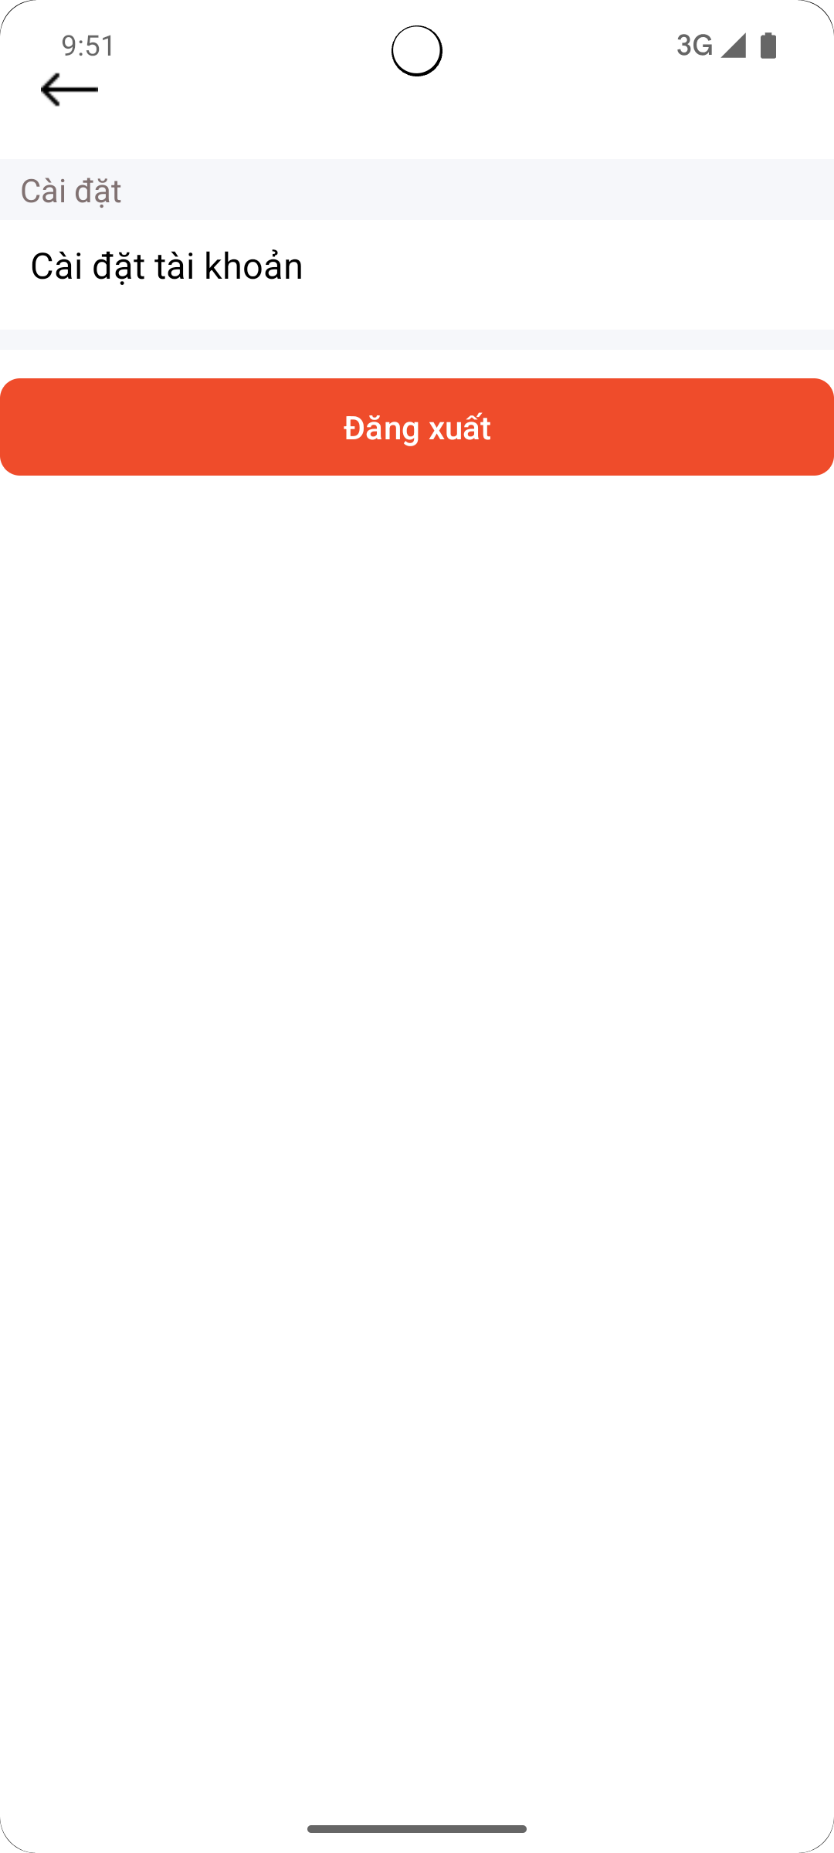 9:51
3G
Cài đặt
Cài đặt tài khoản
Đăng xuất